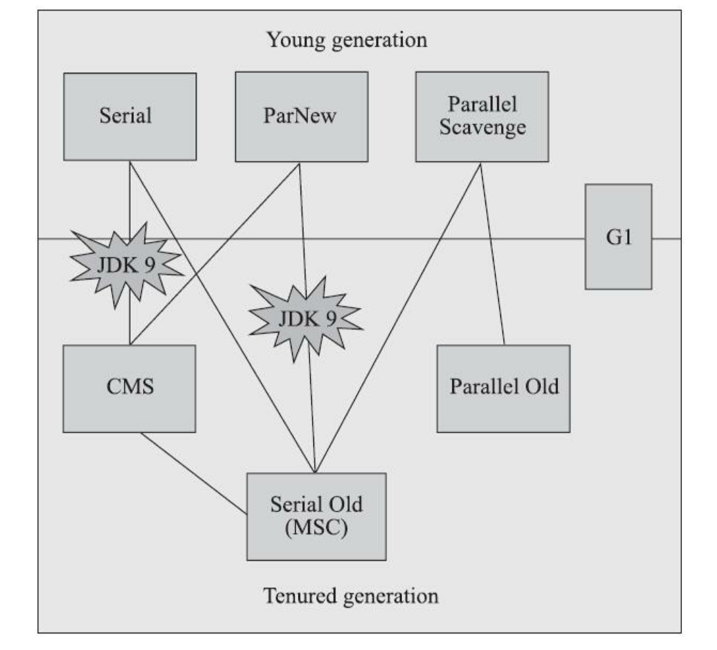 Young generation
Serial
ParNew
Parallel
Scavenge
G1
JDK 9
JDK 9
CMS
Parallel Old
Serial Old
(MSC)
Tenured generation